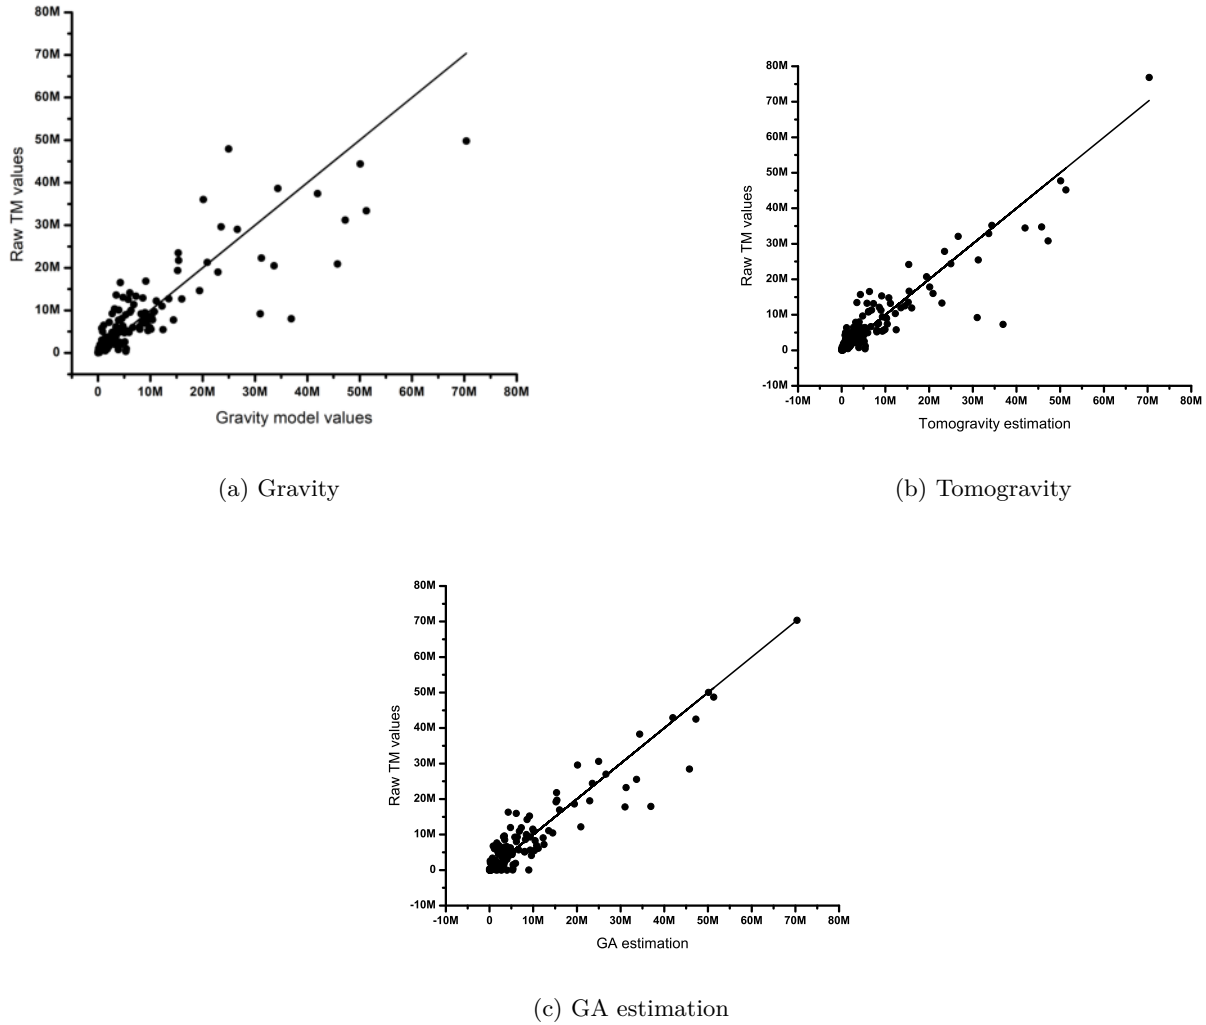 80M
70M
60M
50M
40M
30M
20M
10M
0
Raw TM values
0 10M 20M 30M 40M 50M 60M 70M 80M
Gravity model values
(a) Gravity
80M
70M
60M
50M
40M
30M
20M
10M
0
-10M
Raw TM values
-10M 0 10M 20M 30M 40M 50M 60M 70M 80M
Tomogravity estimation
(b) Tomogravity
80M
70M
60M
50M
40M
30M
20M
10M
0
-10M
Raw TM values
-10M 0 10M 20M 30M 40M 50M 60M 70M 80M
GA estimation
(c) GA estimation